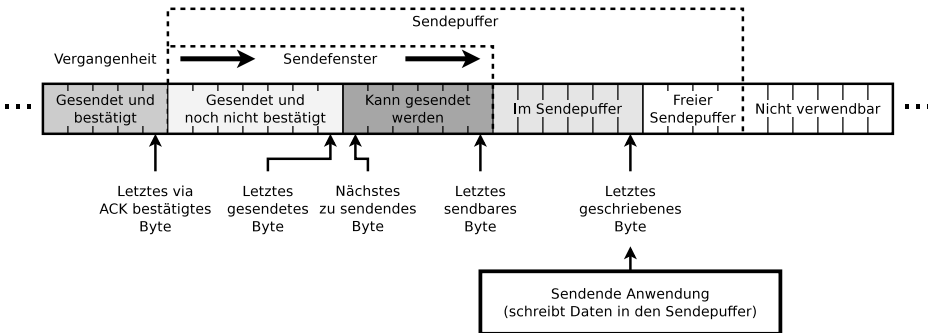 Sendepuffer
Vergangenheit
Sendefenster
Gesendet und
bestätigt
Gesendet und
noch nicht bestätigt
Kann gesendet
werden
Im Sendepuffer
Freier
Sendepuffer
Nicht verwendbar
Letztes via
ACK bestätigtes
Byte
Letztes
gesendetes
Byte
Nächstes
zu sendendes
Byte
Letztes
sendbares
Byte
Letztes
geschriebenes
Byte
Sendende Anwendung
(schreibt Daten in den Sendepuffer)